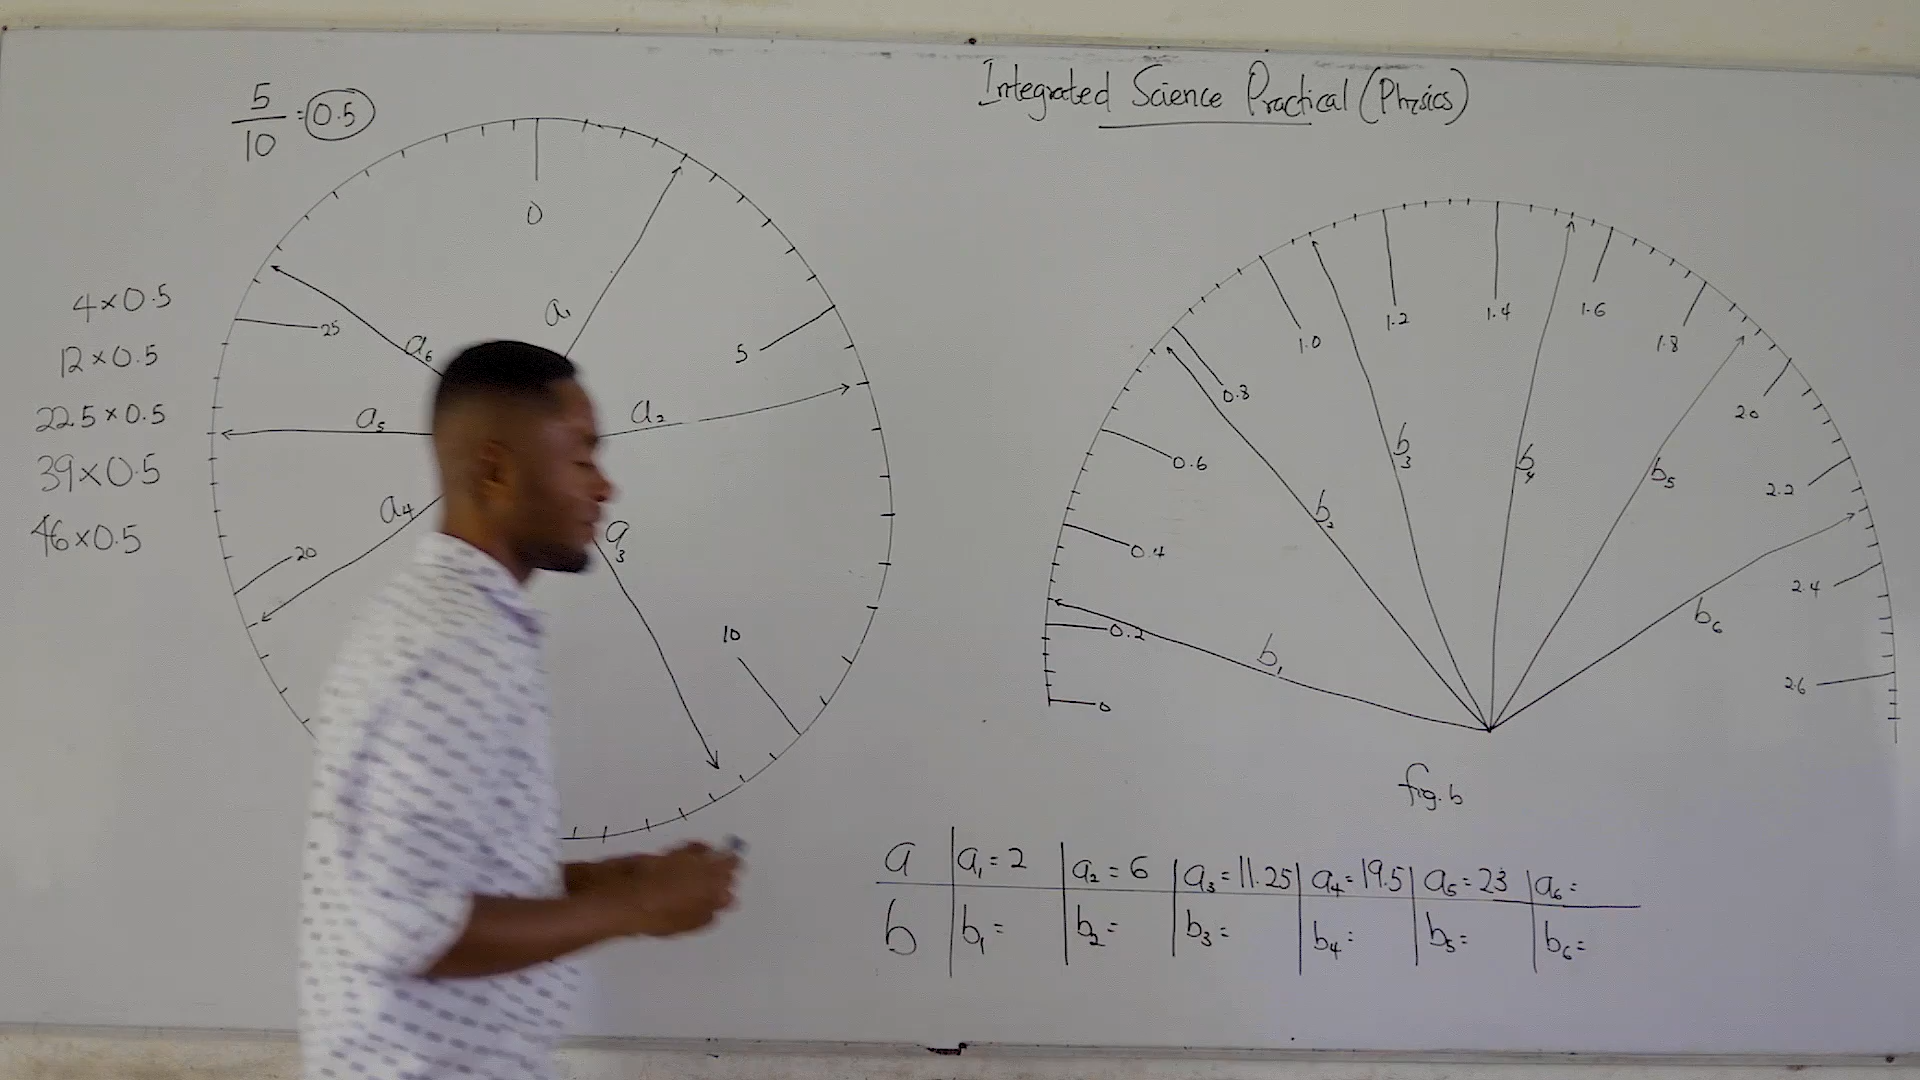 Integrated Science Practical (Physics)
5/10 = 0.5
4×0.5
12×0.5
22.5×0.5
39×0.5
46×0.5
0
5
10
20
25
a₁
a₂
a₃
a₄
a₅
a₆
0
0.2
0.4
0.6
0.8
1.0
1.2
1.4
1.6
1.8
20
2.2
2.4
2.6
b₁
b₂
b₃
b₄
b₅
b₆
fig. b
a a₁ = 2 a₂ = 6 a₃ = 11.25 a₄ = 19.5 a₅ = 23 a₆ =
b b₁ = b₂ = b₃ = b₄ = b₅ = b₆ =